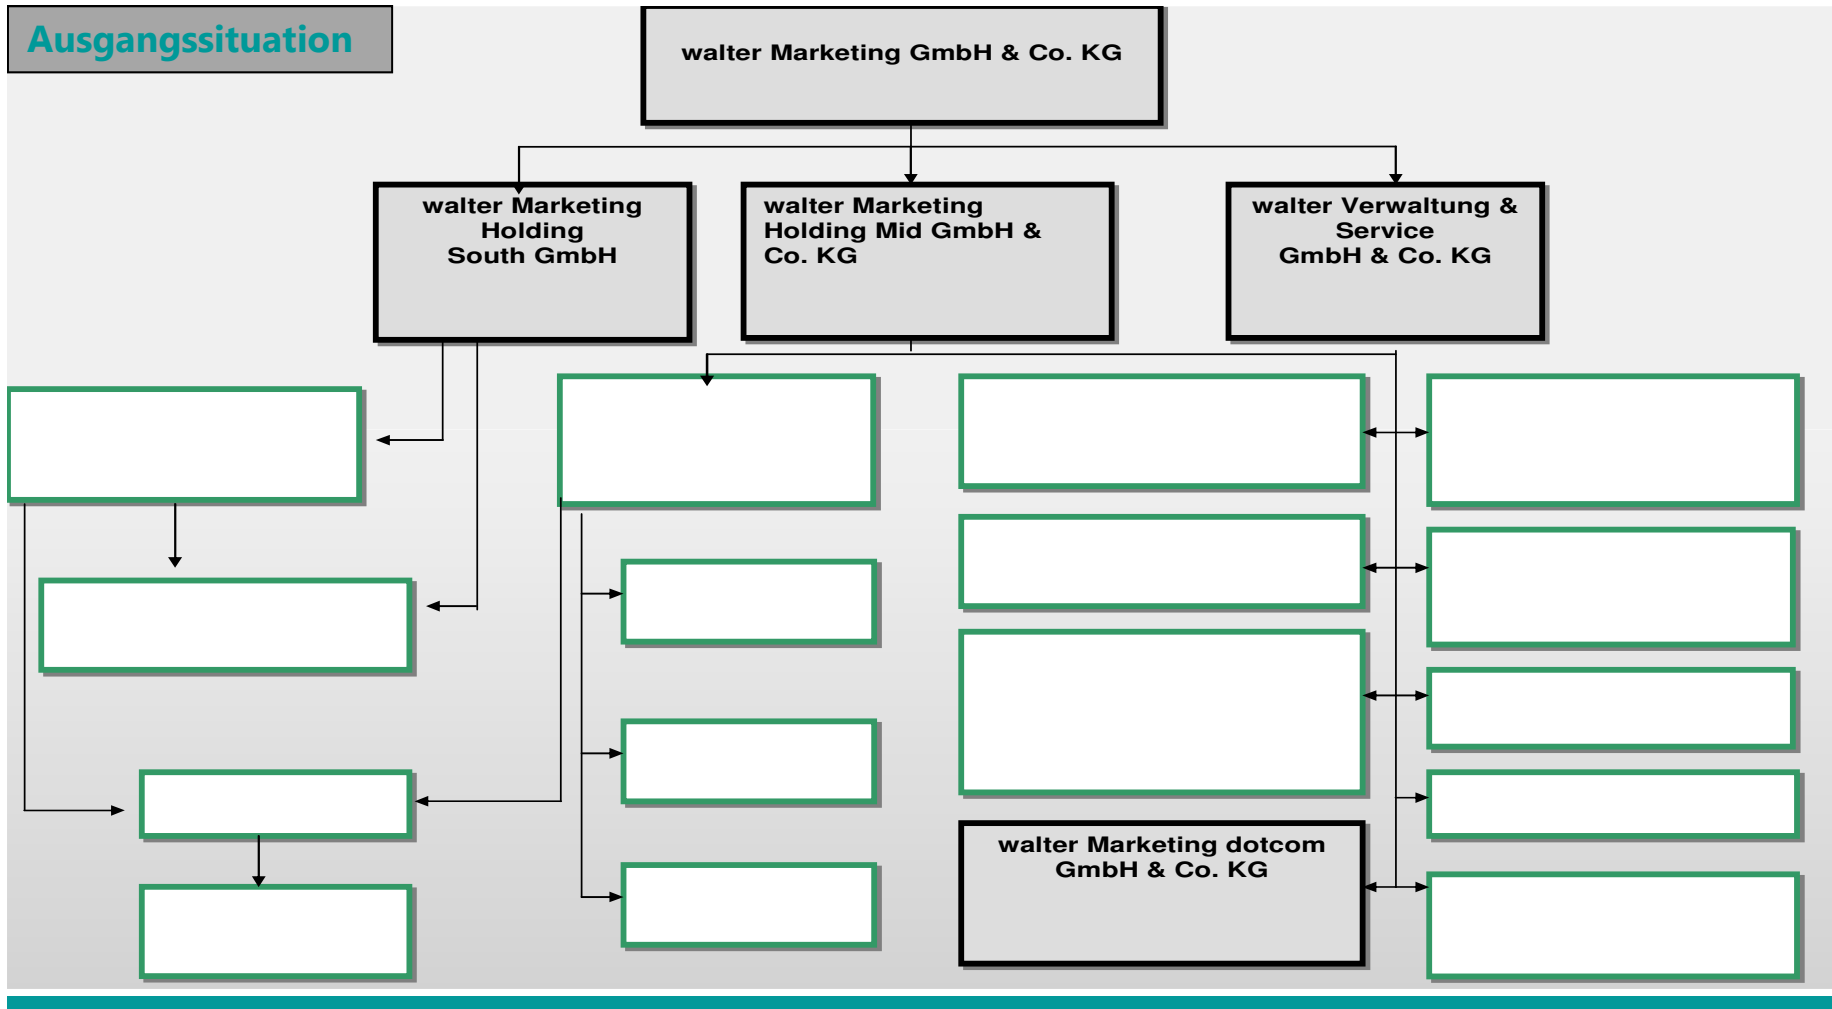 Ausgangssituation
walter Marketing GmbH & Co. KG
walter Marketing
Holding
South GmbH
walter Marketing
Holding Mid GmbH &
Co. KG
walter Verwaltung &
Service
GmbH & Co. KG
walter Marketing dotcom
GmbH & Co. KG